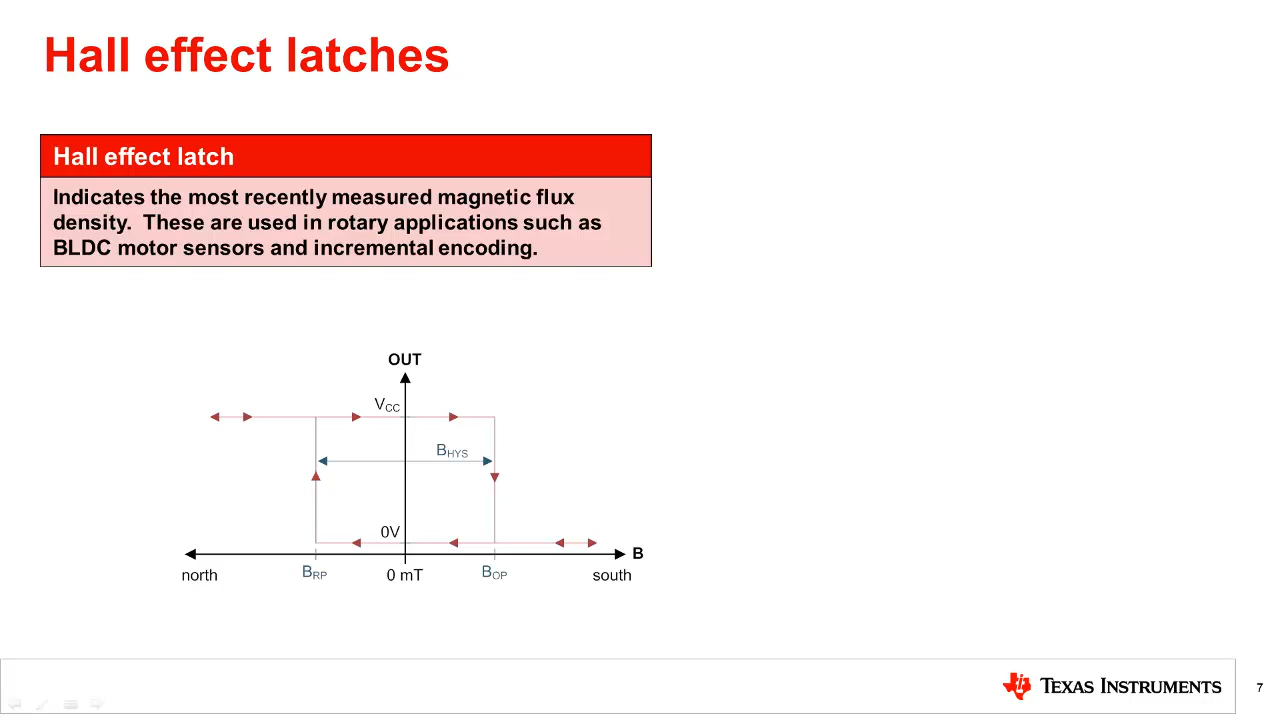 Hall effect latches
Hall effect latch
Indicates the most recently measured magnetic flux
density.  These are used in rotary applications such as
BLDC motor sensors and incremental encoding.
OUT
VCC
BHYS
0V
B
north
BRP
0 mT
BOP
south
TEXAS INSTRUMENTS
7